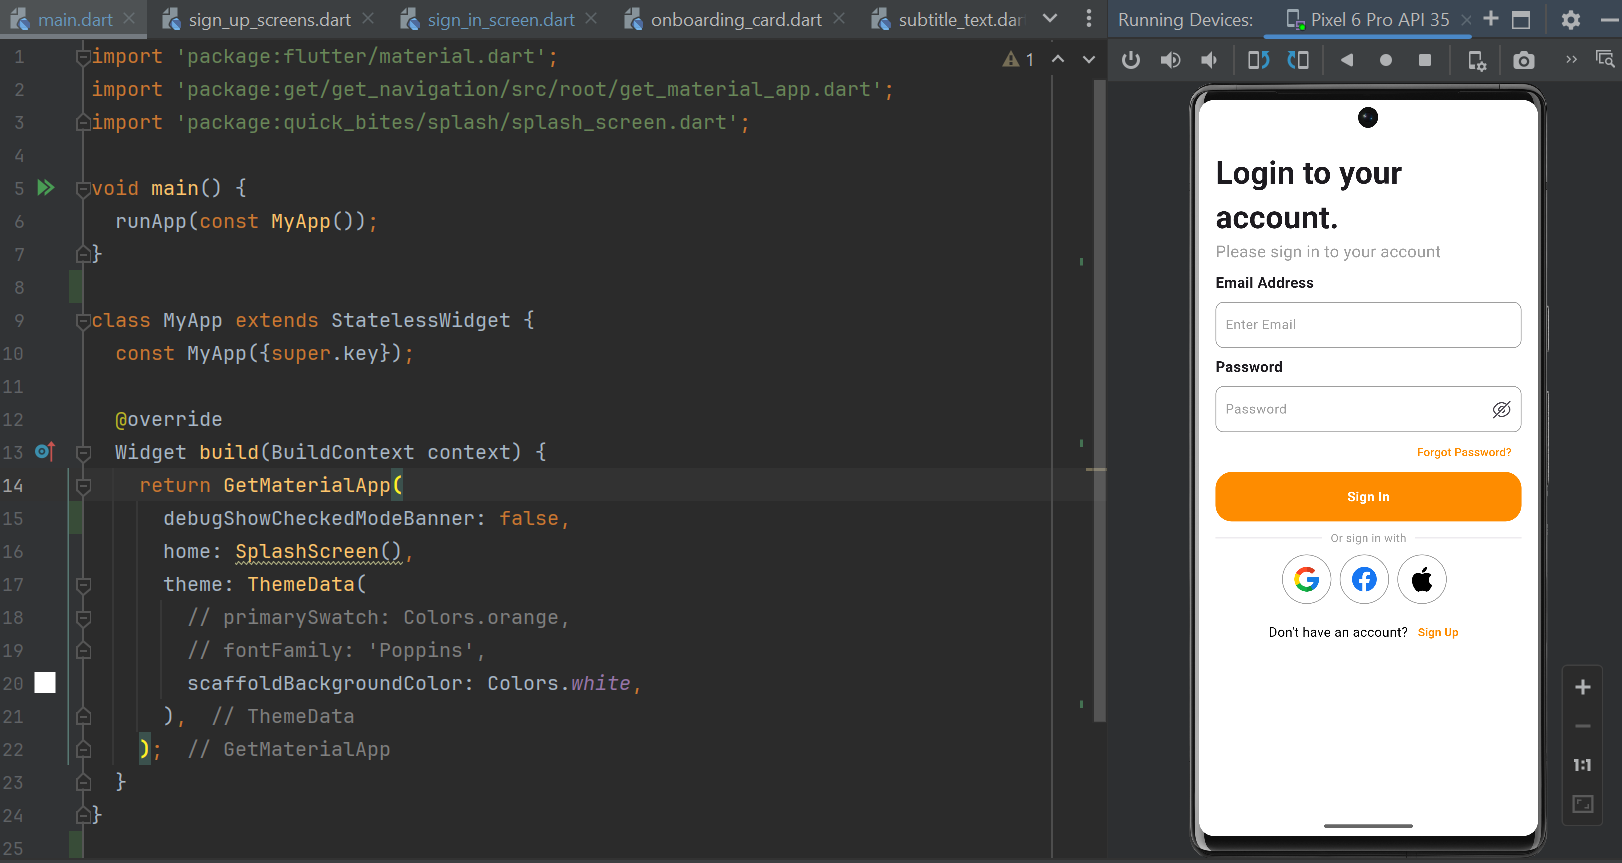 main.dart
sign_up_screens.dart
sign_in_screen.dart
onboarding_card.dart
subtitle_text.dar
Running Devices:
Pixel 6 Pro API 35
1 import 'package:flutter/material.dart';
2 import 'package:get/get_navigation/src/root/get_material_app.dart';
3 import 'package:quick_bites/splash/splash_screen.dart';
4
5 void main() {
6 runApp(const MyApp());
7 }
8
9 class MyApp extends StatelessWidget {
10 const MyApp({super.key});
11
12 @override
13 Widget build(BuildContext context) {
14 return GetMaterialApp(
15 debugShowCheckedModeBanner: false,
16 home: SplashScreen(),
17 theme: ThemeData(
18 // primarySwatch: Colors.orange,
19 // fontFamily: 'Poppins',
20 scaffoldBackgroundColor: Colors.white,
21 ), // ThemeData
22 ); // GetMaterialApp
23 }
24 }
25
1
Login to your
account.
Please sign in to your account
Email Address
Enter Email
Password
Password
Forgot Password?
Sign In
Or sign in with
Don't have an account? Sign Up
1:1